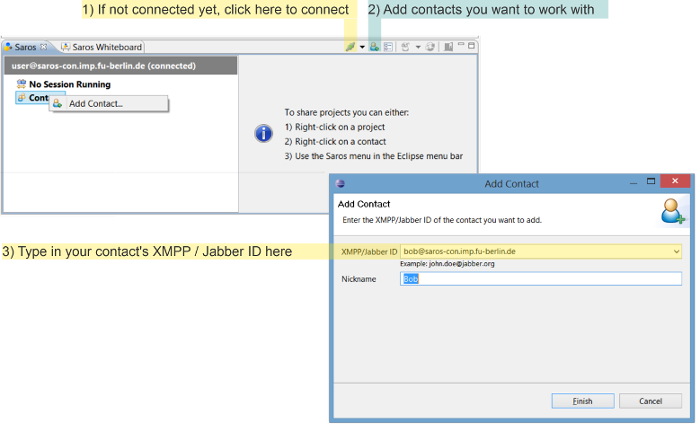 1) If not connected yet, click here to connect
2) Add contacts you want to work with
Saros
Saros Whiteboard
user@saros-con.imp.fu-berlin.de (connected)
No Session Running
Cont
Add Contact...
To share projects you can either:
1) Right-click on a project
2) Right-click on a contact
3) Use the Saros menu in the Eclipse menu bar
Add Contact
Add Contact
Enter the XMPP/Jabber ID of the contact you want to add.
3) Type in your contact's XMPP / Jabber ID here
XMPP/Jabber ID bob@saros-con.imp.fu-berlin.de
Example: john.doe@jabber.org
Nickname Bob
Finish Cancel